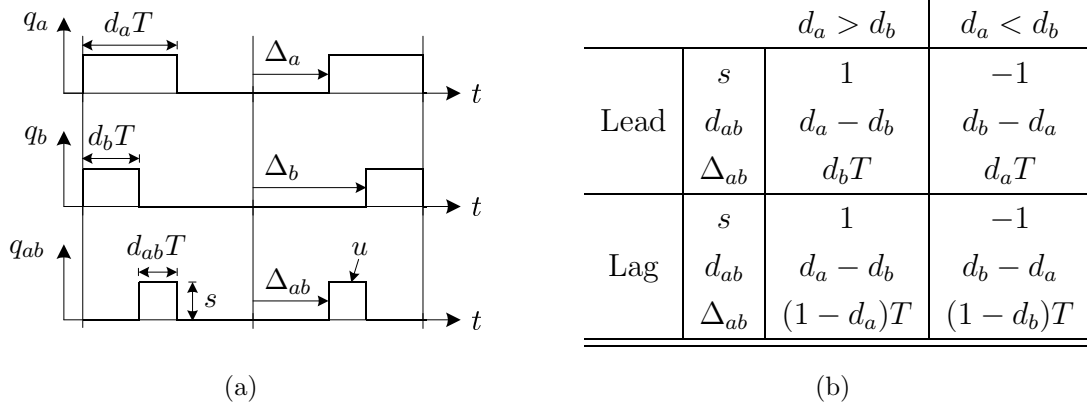 q_a
d_aT
Δ_a
t
q_b
d_bT
Δ_b
t
q_ab
d_abT
s
Δ_ab
u
t
(a)
d_a > d_b d_a < d_b
s 1 −1
Lead d_ab d_a − d_b d_b − d_a
Δ_ab d_bT d_aT
s 1 −1
Lag d_ab d_a − d_b d_b − d_a
Δ_ab (1 − d_a)T (1 − d_b)T
(b)